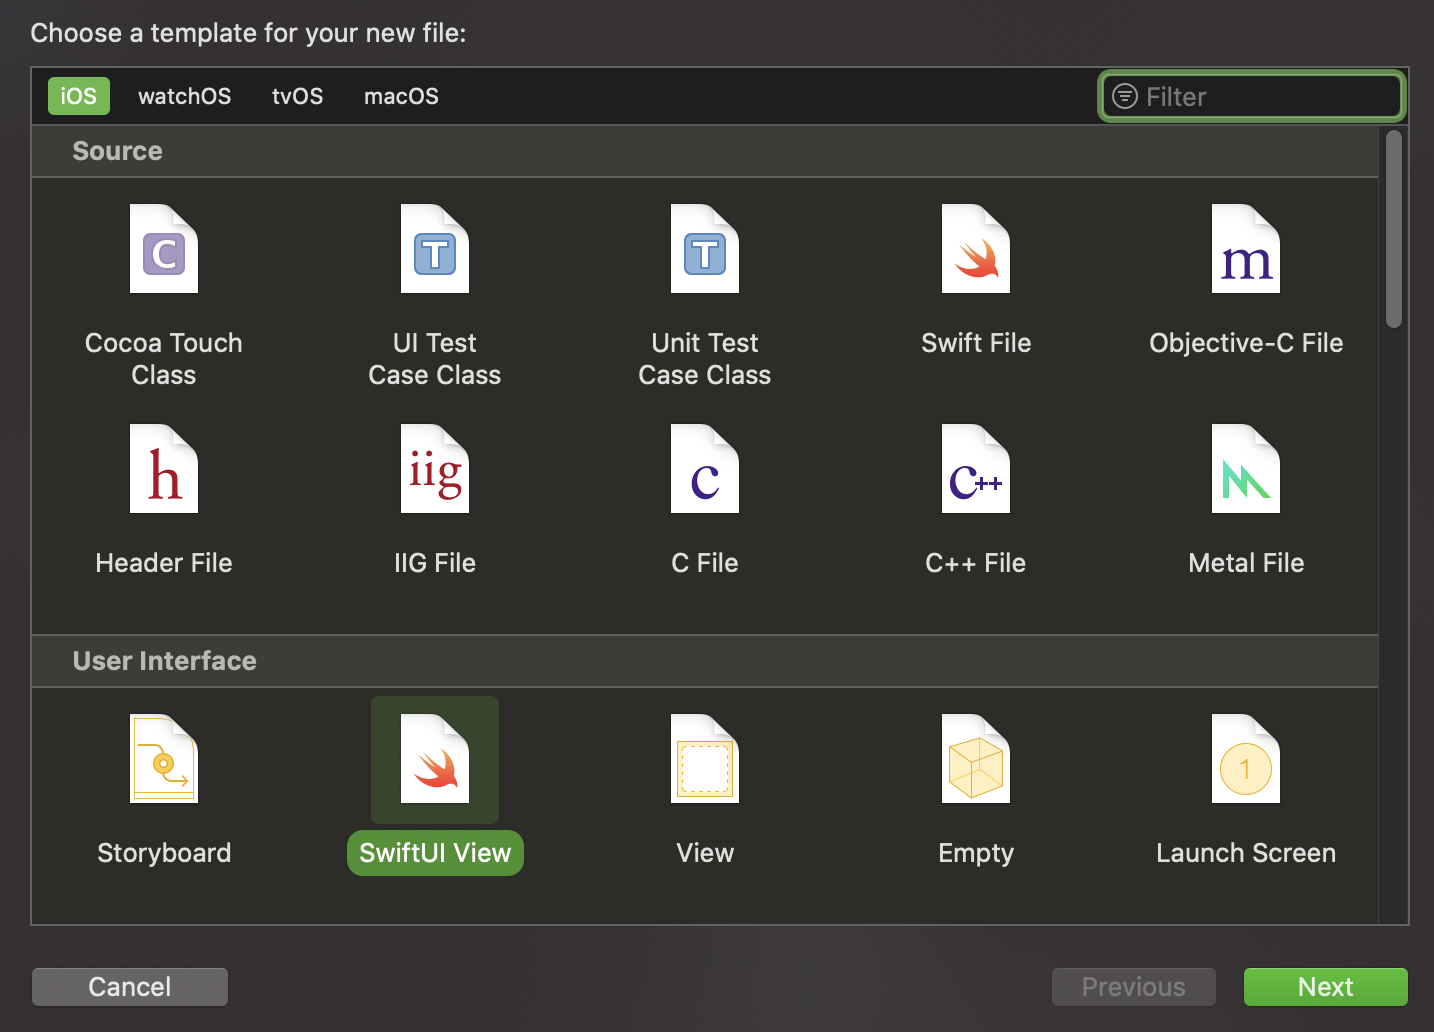 Choose a template for your new file:
iOS watchOS tvOS macOS Filter
Source
C T T m
Cocoa Touch Class UI Test Case Class Unit Test Case Class Swift File Objective-C File
h iig c c++
Header File IIG File C File C++ File Metal File
User Interface
1
Storyboard SwiftUI View View Empty Launch Screen
Cancel Previous Next